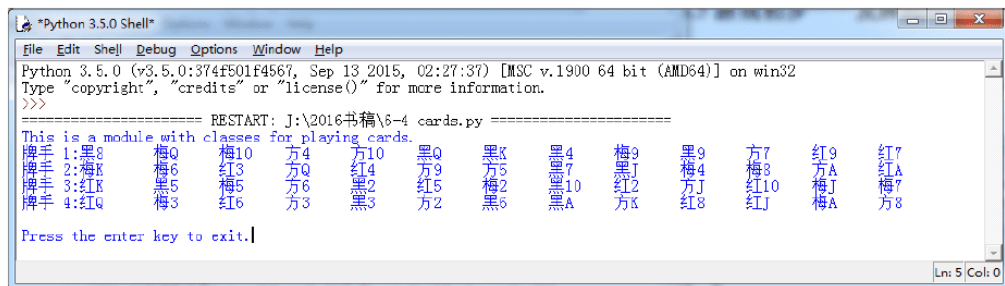 *Python 3.5.0 Shell*
File Edit Shell Debug Options Window Help
Python 3.5.0 (v3.5.0:374f501f4567, Sep 13 2015, 02:27:37) [MSC v.1900 64 bit (AMD64)] on win32
Type "copyright", "credits" or "license()" for more information.
>>>
====================== RESTART: J:\2016书稿\6-4 cards.py ======================
This is a module with classes for playing cards.
牌手 1:黑8 梅Q 梅10 方4 方10 黑Q 黑K 黑4 梅9 黑9 方7 红9 红7
牌手 2:梅K 梅6 红3 方Q 红4 方9 方5 黑7 黑J 梅4 梅8 方A 红A
牌手 3:红K 黑5 梅5 方6 黑2 红5 梅2 黑10 红2 方J 红10 梅J 梅7
牌手 4:红Q 梅3 红6 方3 黑3 方2 黑6 黑A 方K 红8 红J 梅A 方8
Press the enter key to exit.
Ln: 5 Col: 0